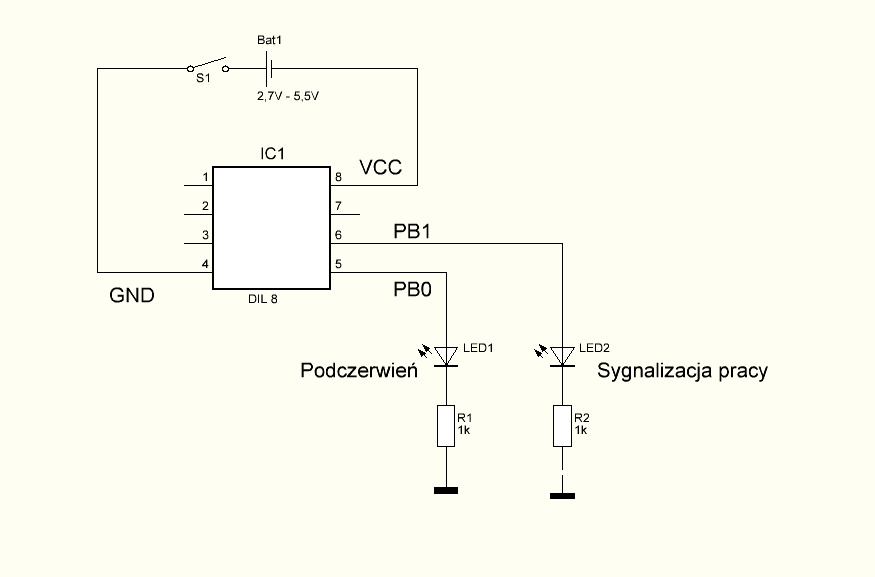 Bat1
S1
2,7V - 5,5V
IC1
VCC
1
8
2
7
PB1
3
6
4
5
PB0
GND
DIL 8
LED1
LED2
Podczerwień
Sygnalizacja pracy
R1
1k
R2
1k